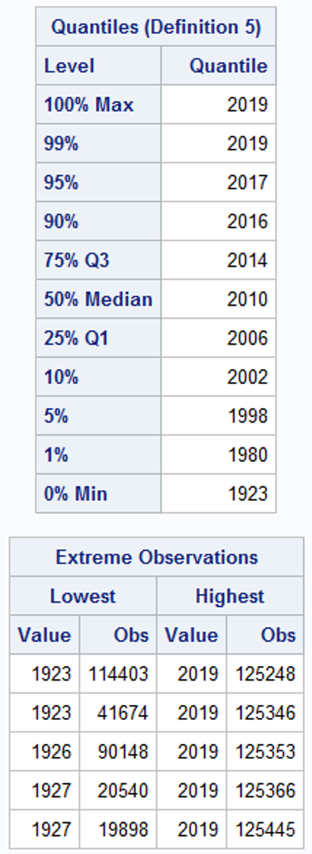 Quantiles (Definition 5)
Level Quantile
100% Max 2019
99% 2019
95% 2017
90% 2016
75% Q3 2014
50% Median 2010
25% Q1 2006
10% 2002
5% 1998
1% 1980
0% Min 1923
Extreme Observations
Lowest Highest
Value Obs Value Obs
1923 114403 2019 125248
1923 41674 2019 125346
1926 90148 2019 125353
1927 20540 2019 125366
1927 19898 2019 125445